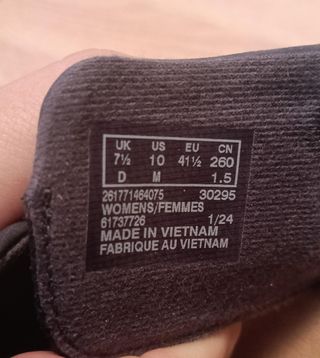 UK US EU CN
7½ 10 41½ 260
D M 1.5
261771464075 30295
WOMENS/FEMMES
61737726 1/24
MADE IN VIETNAM
FABRIQUE AU VIETNAM